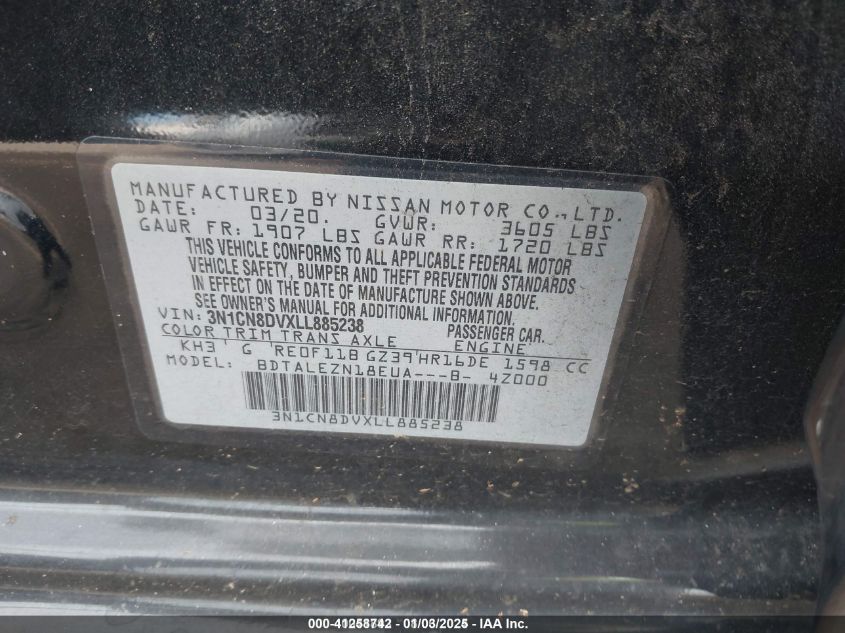 MANUFACTURED BY NISSAN MOTOR CO.,LTD.
DATE: 03/20. GVWR: 3605 LBS
GAWR FR: 1907 LBS GAWR RR: 1720 LBS
THIS VEHICLE CONFORMS TO ALL APPLICABLE FEDERAL MOTOR
VEHICLE SAFETY, BUMPER AND THEFT PREVENTION STANDARDS
IN EFFECT ON THE DATE OF MANUFACTURE SHOWN ABOVE.
SEE OWNER'S MANUAL FOR ADDITIONAL INFORMATION.
VIN: 3N1CN8DVXLL885238 PASSENGER CAR.
COLOR TRIM TRANS AXLE ENGINE
KH3 G RE0F11B GZ39 HR16DE 1598 CC
MODEL: BDTALEZN18EUA---B- 4Z000
3N1CN8DVXLL885238
000-41258742 - 01/03/2025 - IAA Inc.